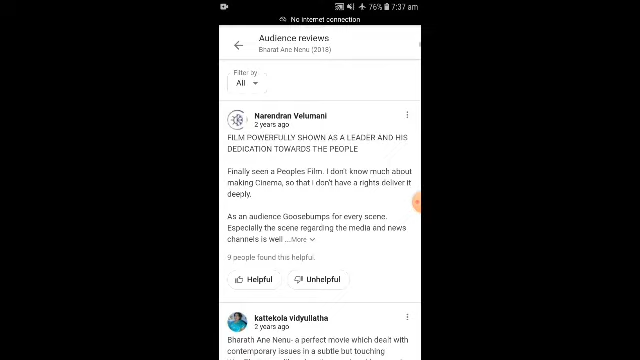 76% 7:37 am
No internet connection
Audience reviews
Bharat Ane Nenu (2018)
Filter by
All
Narendran Velumani
2 years ago
FILM POWERFULLY SHOWN AS A LEADER AND HIS
DEDICATION TOWARDS THE PEOPLE
Finally seen a Peoples Film. I don't know much about
making Cinema, so that i don't have a rights deliver it
deeply.
As an audience Goosebumps for every scene.
Especially the scene regarding the media and news
channels is well ...More
9 people found this helpful.
Helpful Unhelpful
kattekola vidyullatha
2 years ago
Bharath Ane Nenu- a perfect movie which dealt with
contemporary issues in a subtle but touching